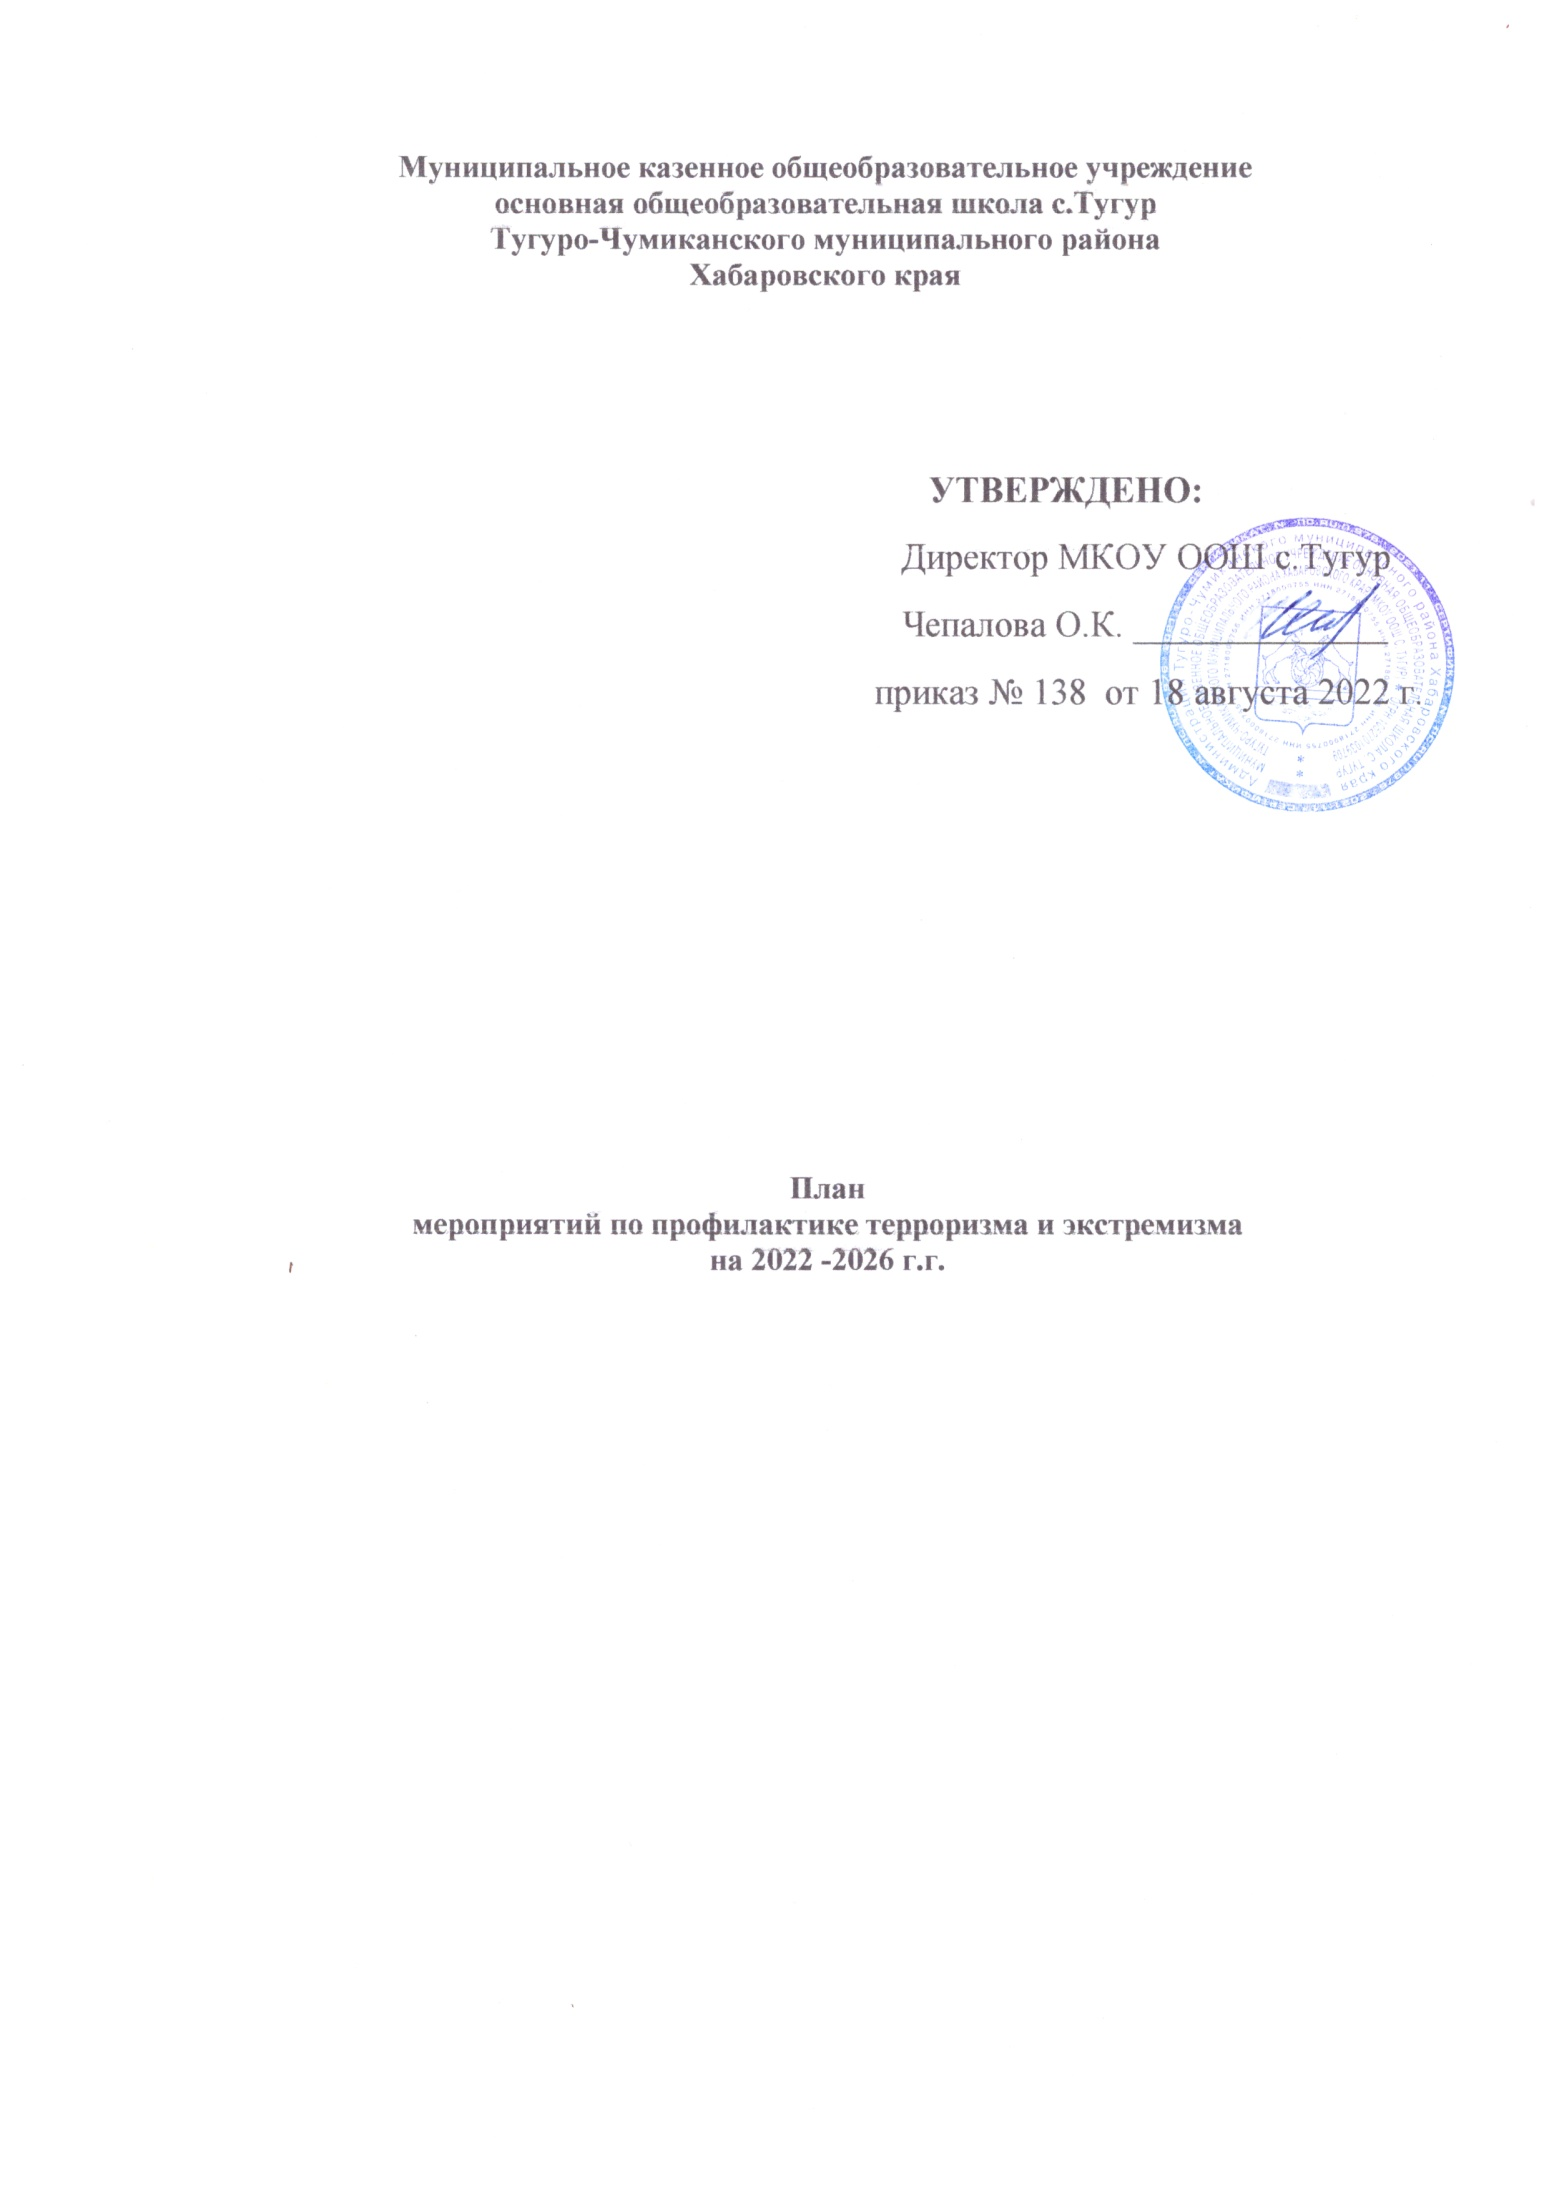 Муниципальное казенное общеобразовательное учреждение
основная общеобразовательная школа с.Тугур
Тугуро-Чумиканского муниципального района
Хабаровского края
УТВЕРЖДЕНО:
Директор МКОУ ООШ с.Тугур
Чепалова О.К.
приказ № 138 от 18 августа 2022 г.
План
мероприятий по профилактике терроризма и экстремизма
на 2022 -2026 г.г.